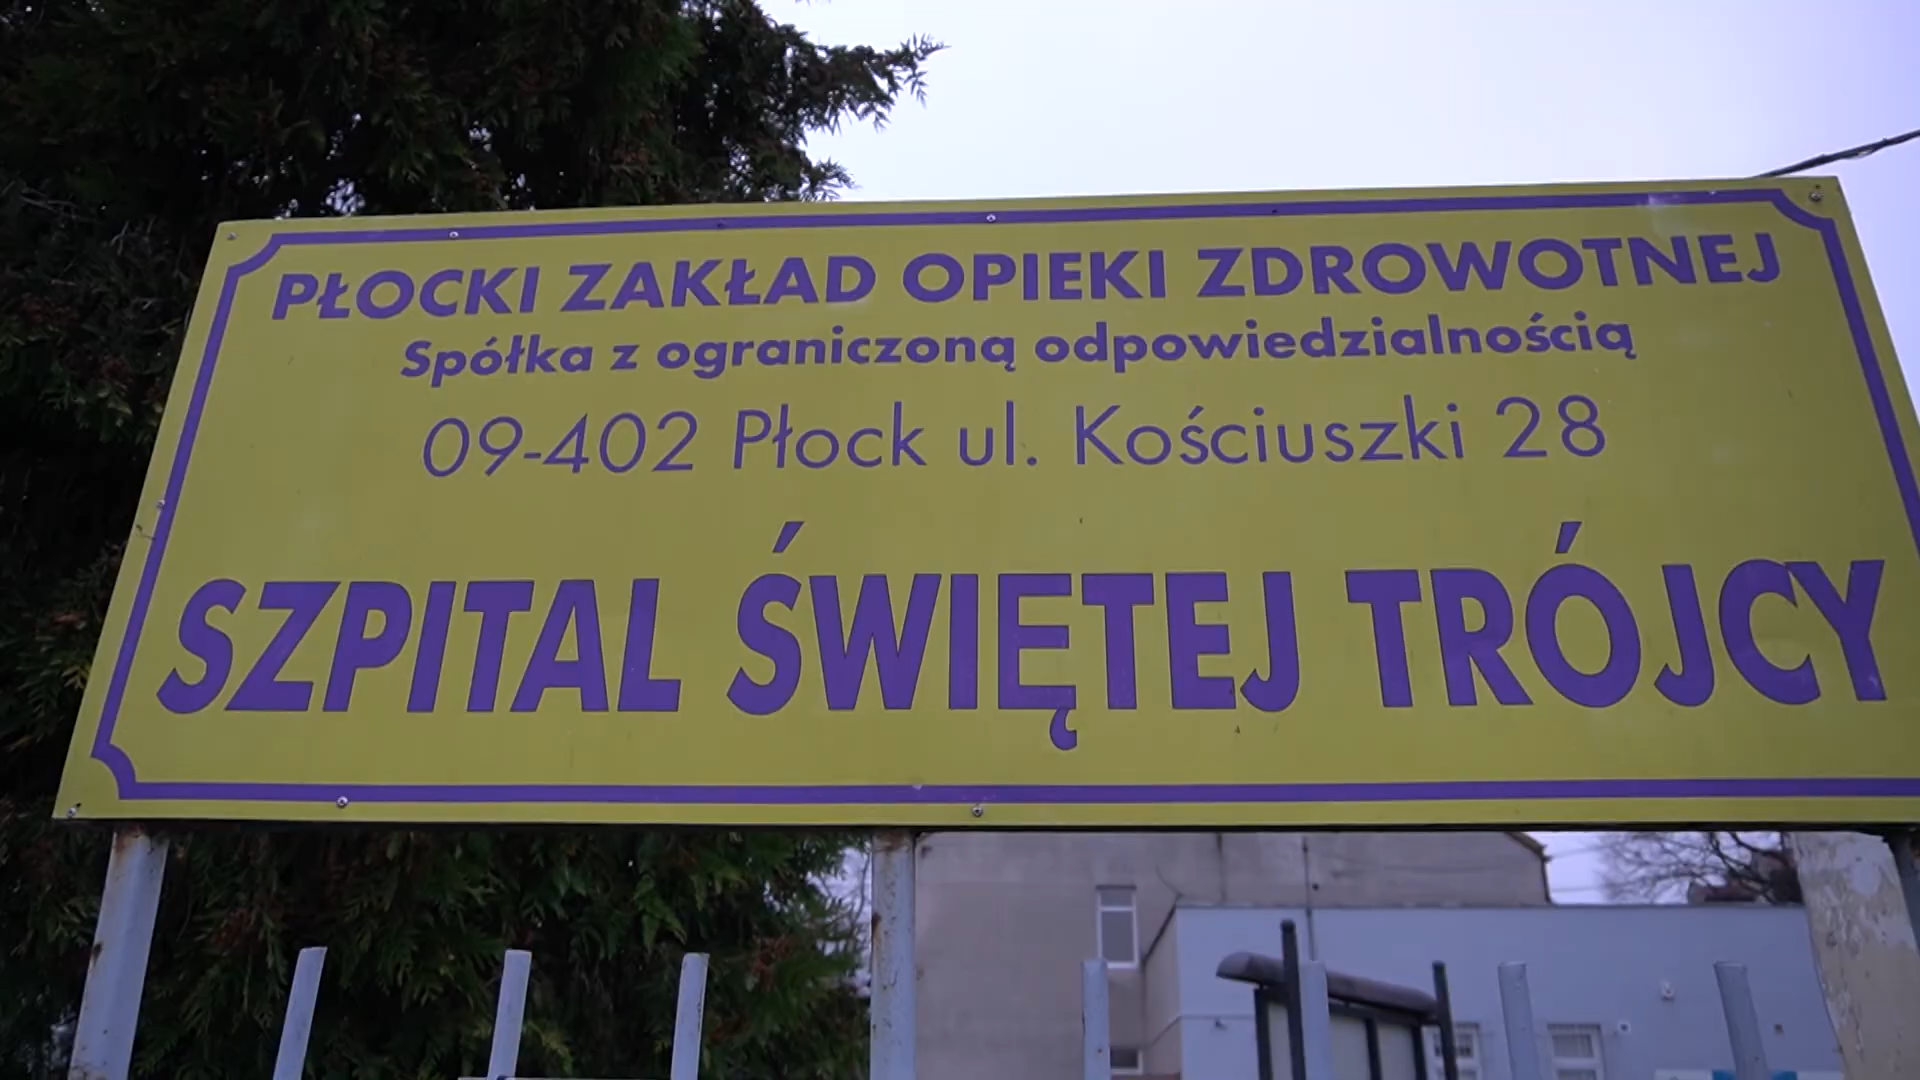 PŁOCKI ZAKŁAD OPIEKI ZDROWOTNEJ
Spółka z ograniczoną odpowiedzialnością
09-402 Płock ul. Kościuszki 28
SZPITAL ŚWIĘTEJ TRÓJCY